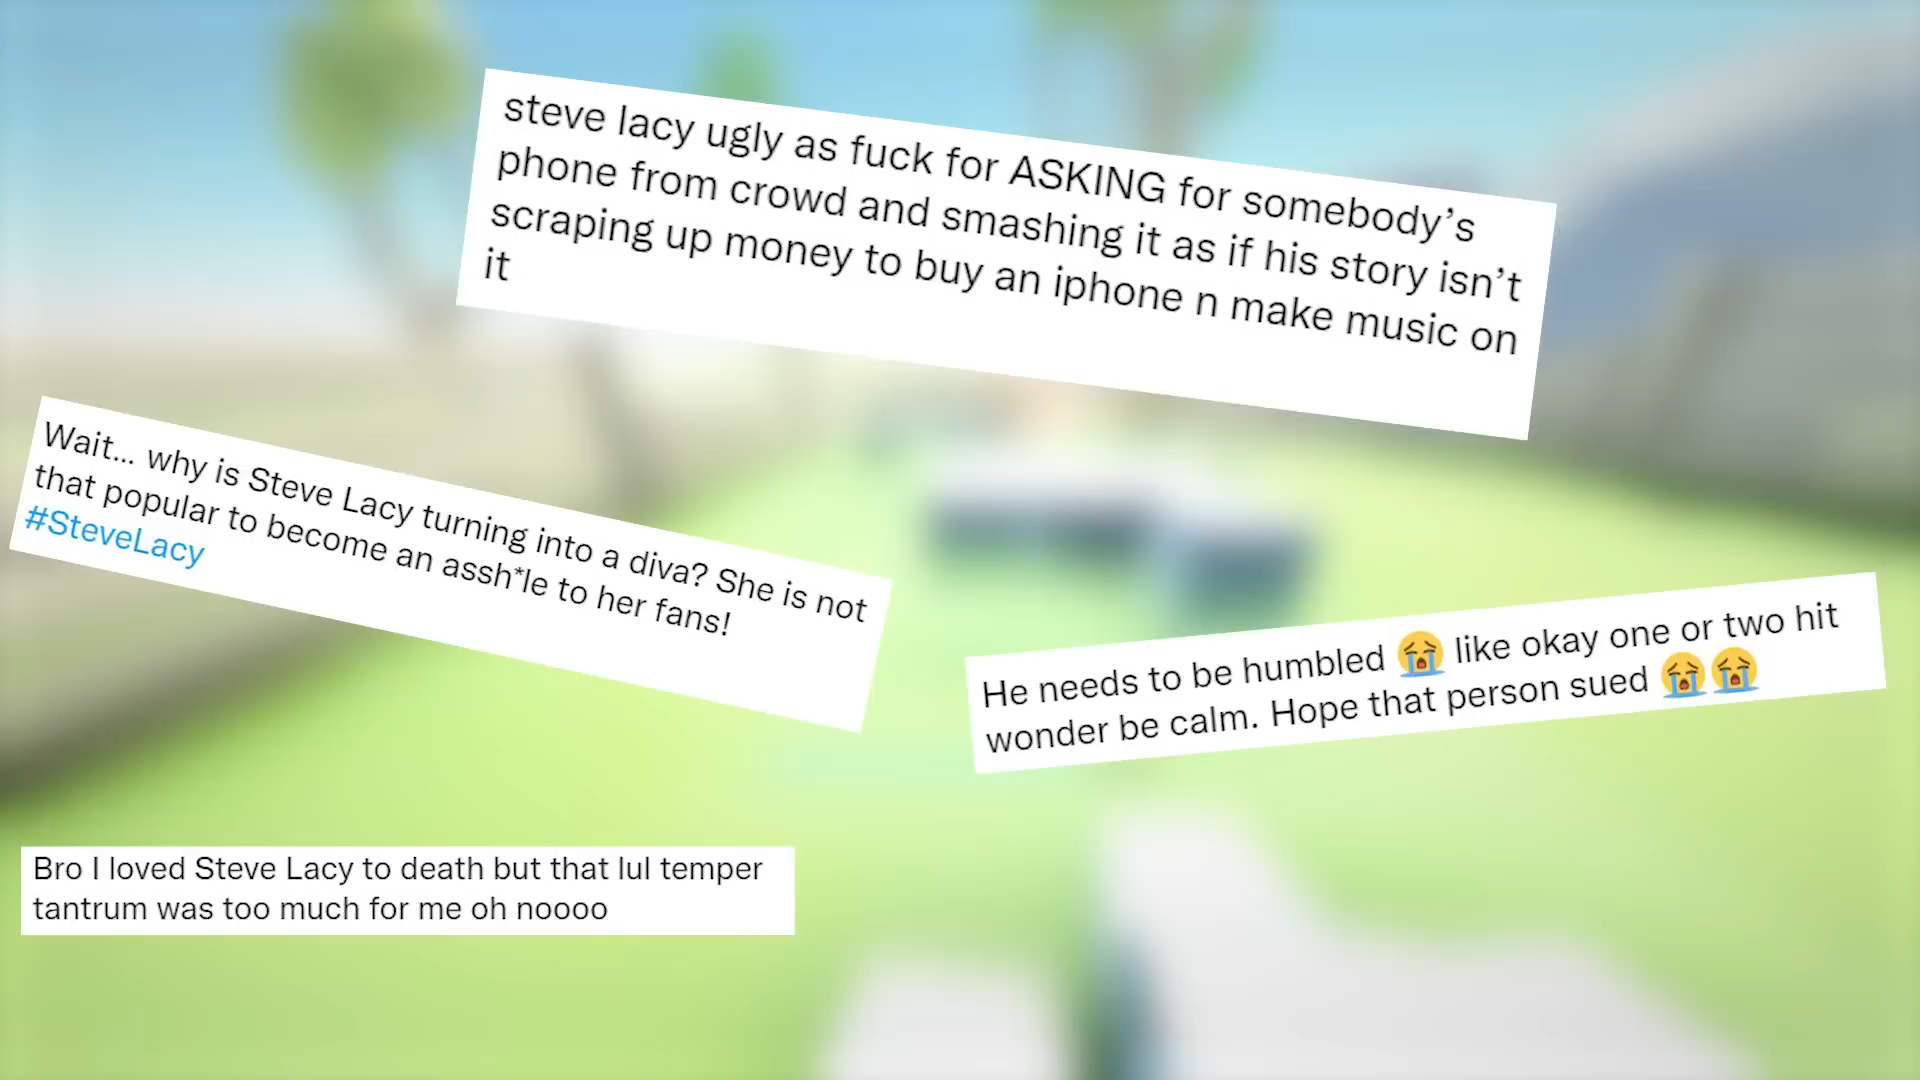 steve lacy ugly as fuck for ASKING for somebody’s
phone from crowd and smashing it as if his story isn’t
scraping up money to buy an iphone n make music on
it
Wait... why is Steve Lacy turning into a diva? She is not
that popular to become an assh*le to her fans!
#SteveLacy
He needs to be humbled 😭 like okay one or two hit
wonder be calm. Hope that person sued 😭😭
Bro I loved Steve Lacy to death but that lul temper
tantrum was too much for me oh noooo